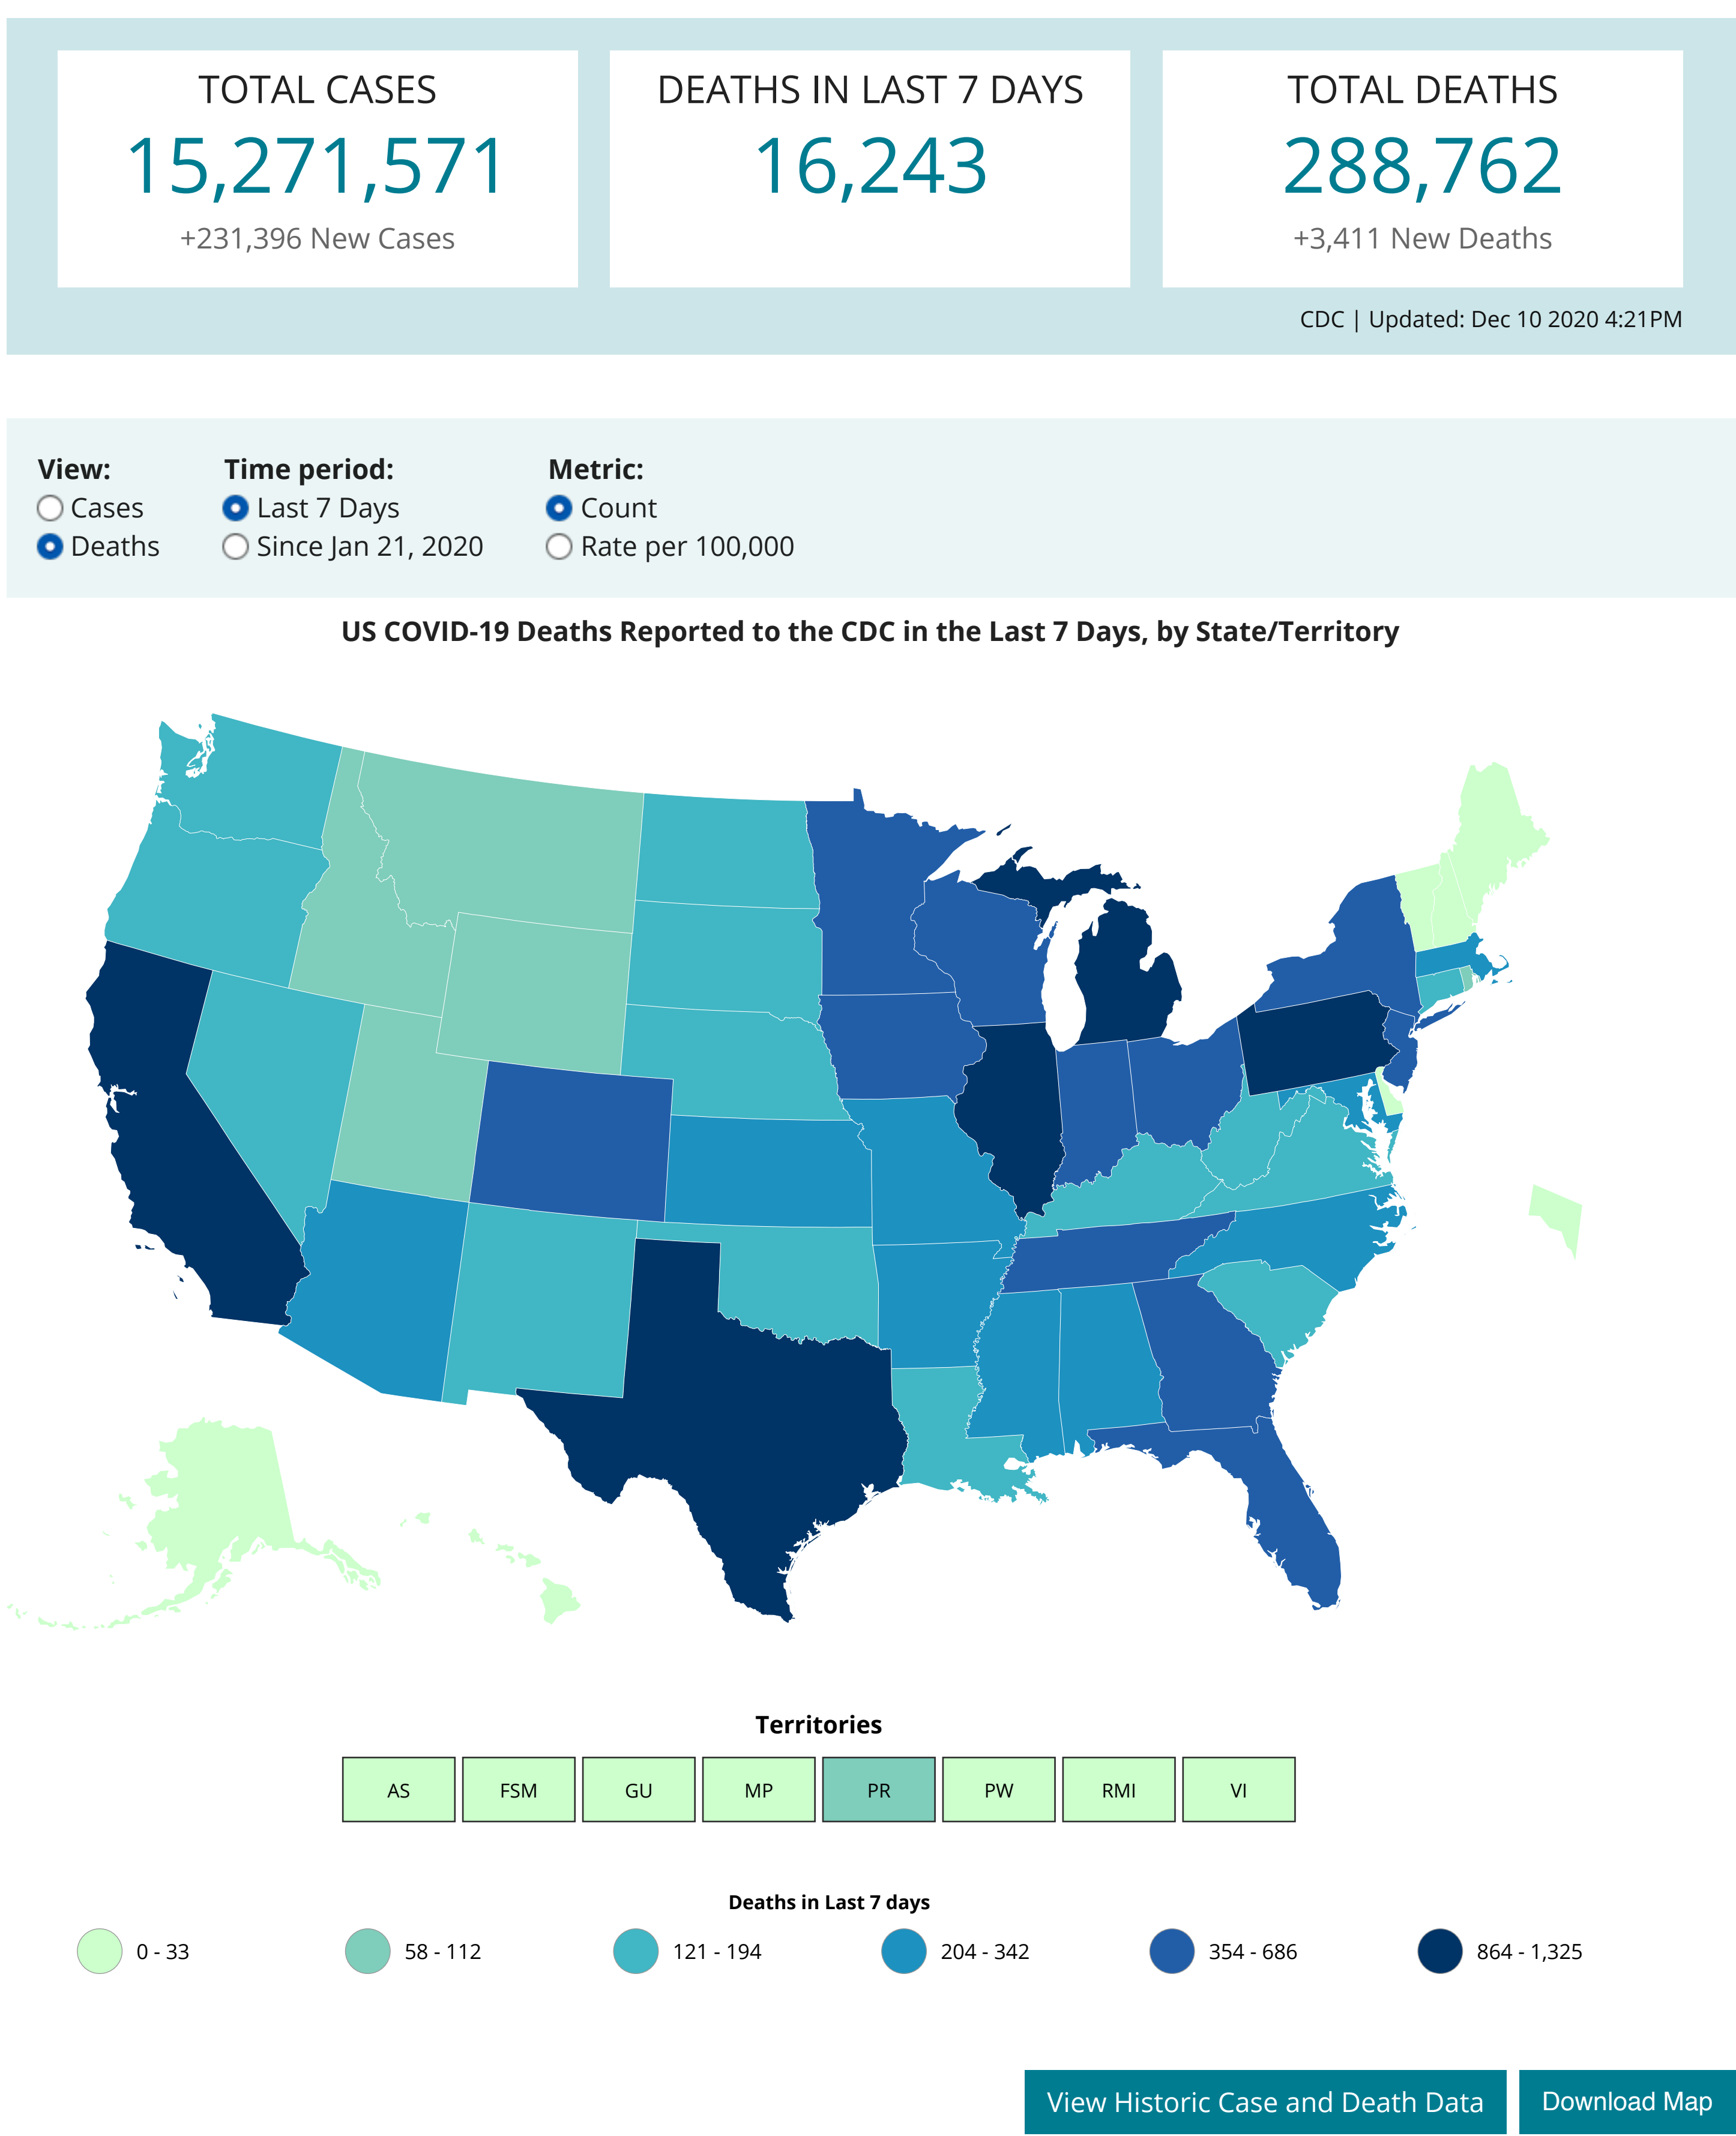 TOTAL CASES
15,271,571
+231,396 New Cases
DEATHS IN LAST 7 DAYS
16,243
TOTAL DEATHS
288,762
+3,411 New Deaths
CDC | Updated: Dec 10 2020 4:21PM
View:
Cases
Deaths
Time period:
Last 7 Days
Since Jan 21, 2020
Metric:
Count
Rate per 100,000
US COVID-19 Deaths Reported to the CDC in the Last 7 Days, by State/Territory
Territories
AS
FSM
GU
MP
PR
PW
RMI
VI
Deaths in Last 7 days
0 - 33
58 - 112
121 - 194
204 - 342
354 - 686
864 - 1,325
View Historic Case and Death Data
Download Map